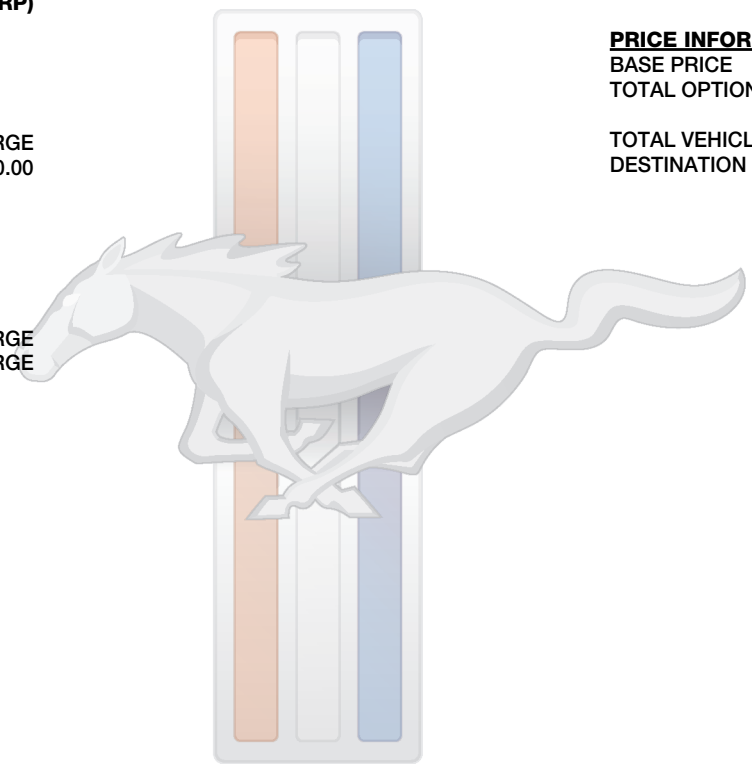 RP)
RGE
0.00
RGE
RGE
PRICE INFOR
BASE PRICE
TOTAL OPTION
TOTAL VEHICL
DESTINATION